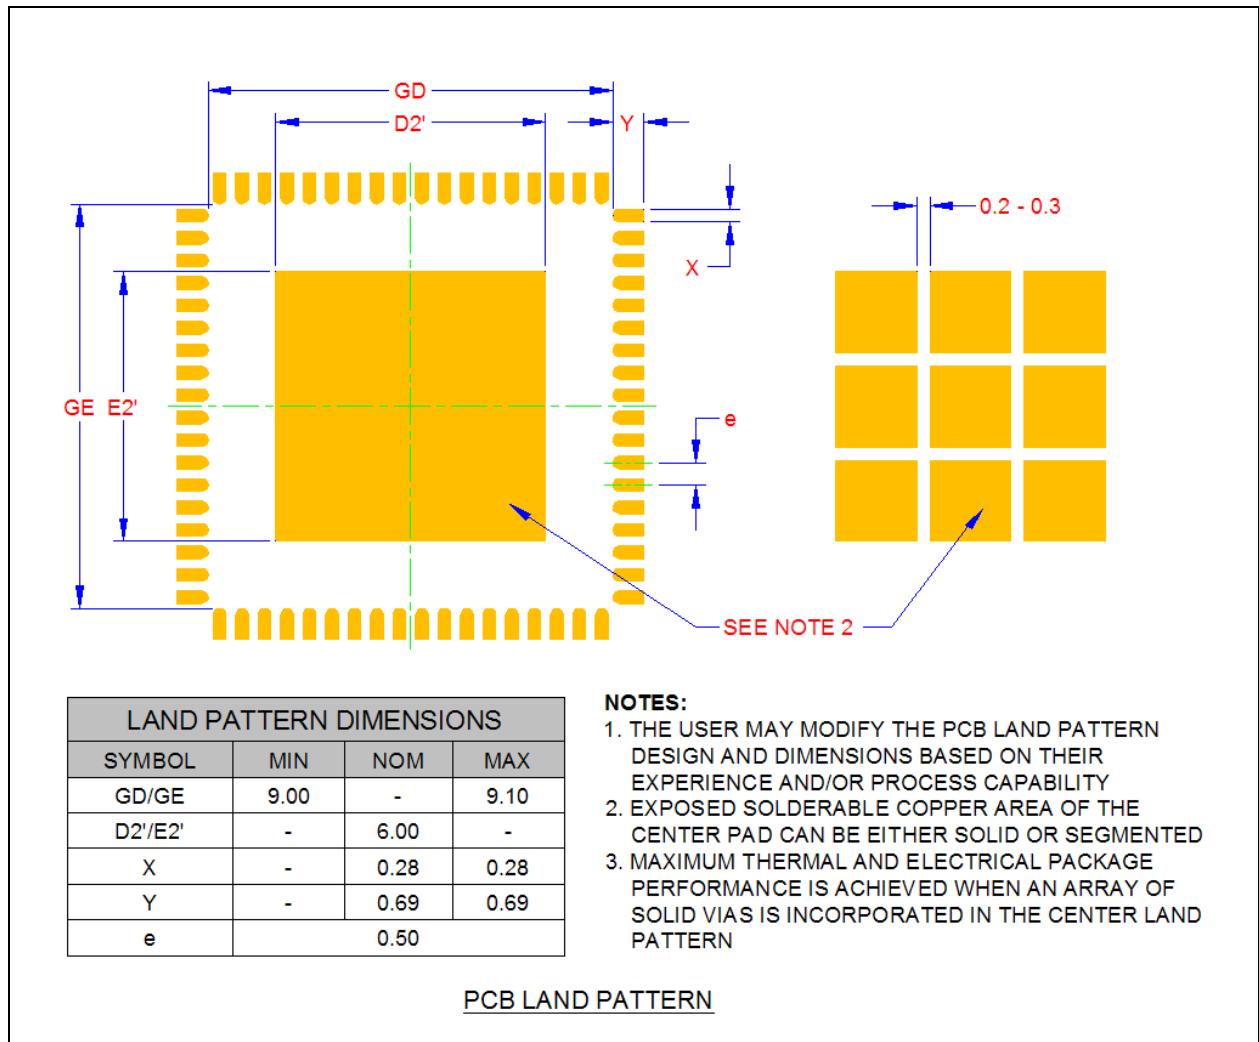 GD
D2'
Y
0.2 - 0.3
X
GE E2'
e
SEE NOTE 2
LAND PATTERN DIMENSIONS
SYMBOL MIN NOM MAX
GD/GE 9.00 - 9.10
D2'/E2' - 6.00 -
X - 0.28 0.28
Y - 0.69 0.69
e 0.50
NOTES:
1. THE USER MAY MODIFY THE PCB LAND PATTERN
DESIGN AND DIMENSIONS BASED ON THEIR
EXPERIENCE AND/OR PROCESS CAPABILITY
2. EXPOSED SOLDERABLE COPPER AREA OF THE
CENTER PAD CAN BE EITHER SOLID OR SEGMENTED
3. MAXIMUM THERMAL AND ELECTRICAL PACKAGE
PERFORMANCE IS ACHIEVED WHEN AN ARRAY OF
SOLID VIAS IS INCORPORATED IN THE CENTER LAND
PATTERN
PCB LAND PATTERN